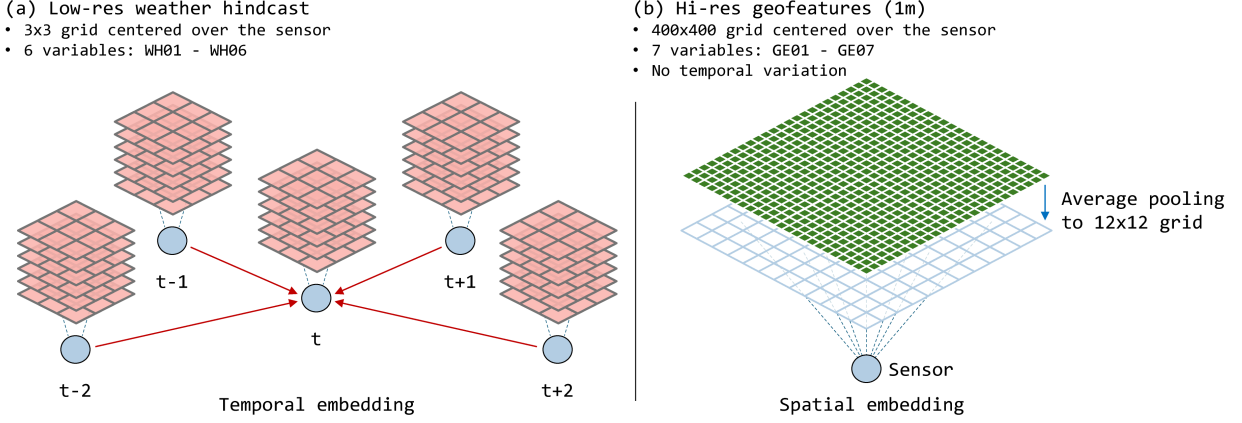 (a) Low-res weather hindcast
• 3x3 grid centered over the sensor
• 6 variables: WH01 - WH06
t-1
t+1
t
t-2
t+2
Temporal embedding
(b) Hi-res geofeatures (1m)
• 400x400 grid centered over the sensor
• 7 variables: GE01 - GE07
• No temporal variation
Average pooling
to 12x12 grid
Sensor
Spatial embedding